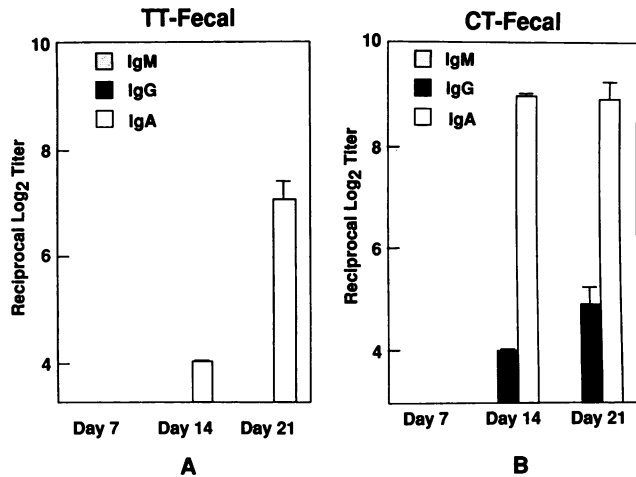 TT-Fecal
10
8
6
4
Reciprocal Log2 Titer
IgM
IgG
IgA
Day 7 Day 14 Day 21
A
CT-Fecal
10
8
6
4
Reciprocal Log2 Titer
IgM
IgG
IgA
Day 7 Day 14 Day 21
B